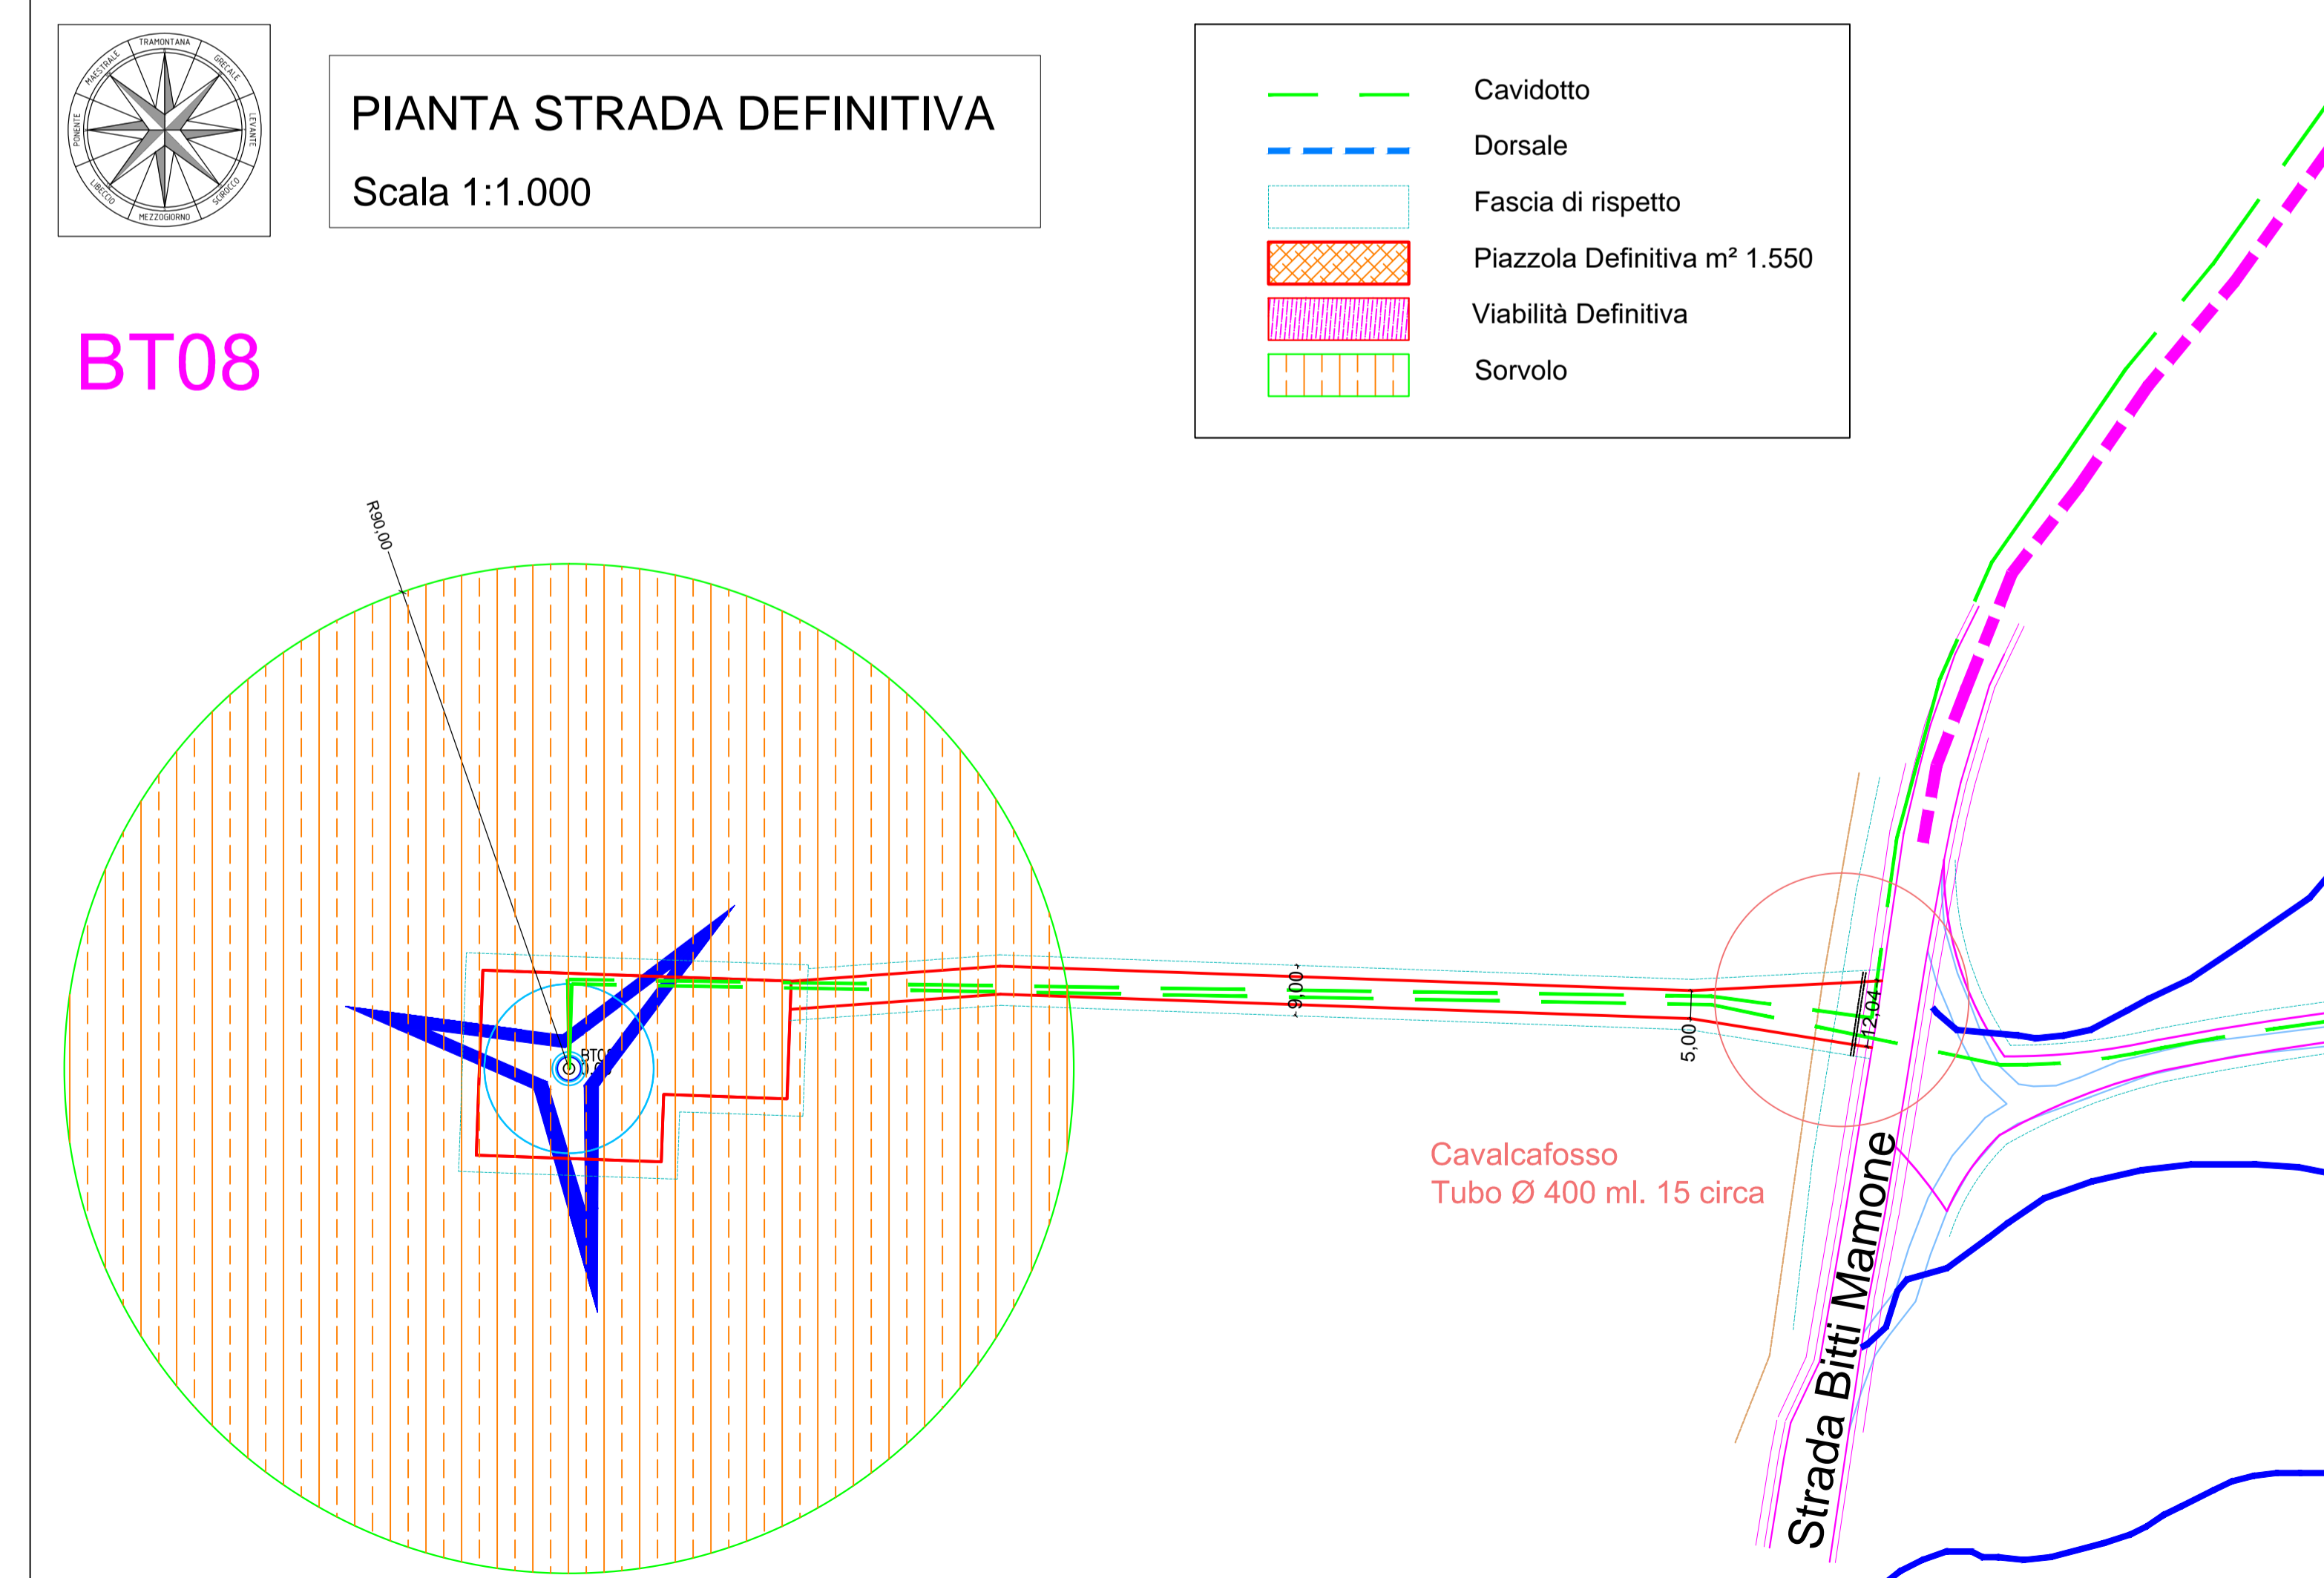 TRAMONTANA
GRECALE
LEVANTE
SCIROCCO
MEZZOGIORNO
LIBECCIO
PONENTE
MAESTRALE
PIANTA STRADA DEFINITIVA
Scala 1:1.000
Cavidotto
Dorsale
Fascia di rispetto
Piazzola Definitiva m² 1.550
Viabilità Definitiva
Sorvolo
BT08
R90,00
9,00
5,00
12,04
Cavalcafosso
Tubo Ø 400 ml. 15 circa
Strada Bitti Mamone